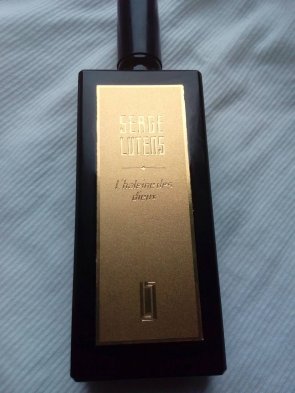 SERGE
LUTENS
L'haleine des
dieux